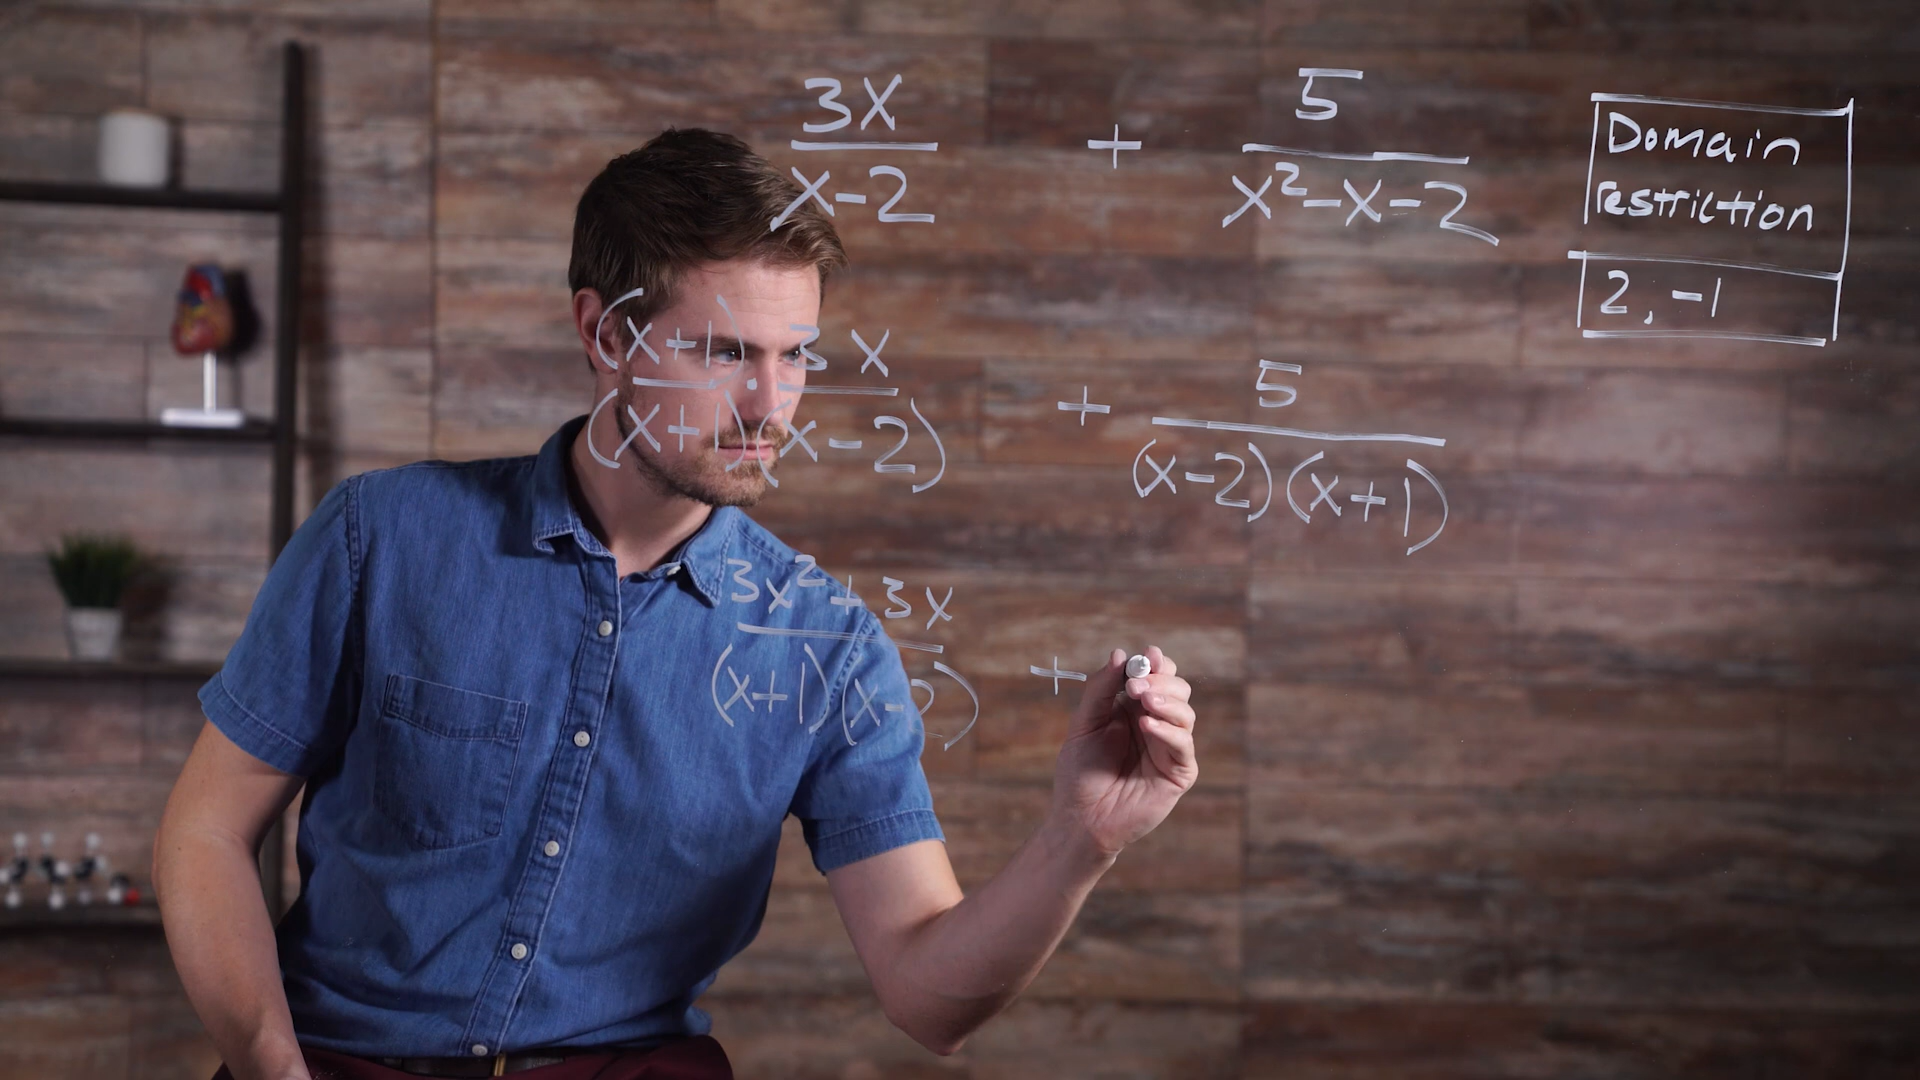 3x/(x-2) + 5/(x²-x-2)
Domain
restriction
2, -1
(x+1)/(x+1) · 3x/(x-2) + 5/((x-2)(x+1))
(3x²+3x)/((x+1)(x-2)) +